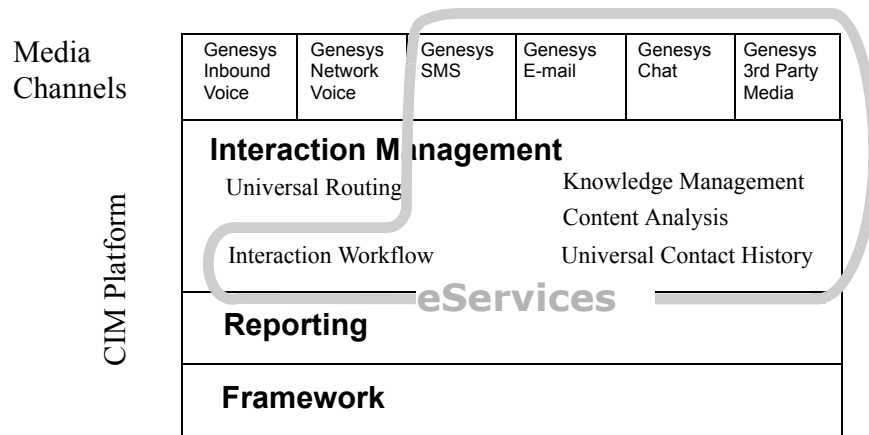 Media
Channels
Genesys
Inbound
Voice
Genesys
Network
Voice
Genesys
SMS
Genesys
E-mail
Genesys
Chat
Genesys
3rd Party
Media
CIM Platform
Interaction Management
Universal Routing
Interaction Workflow
Knowledge Management
Content Analysis
Universal Contact History
eServices
Reporting
Framework